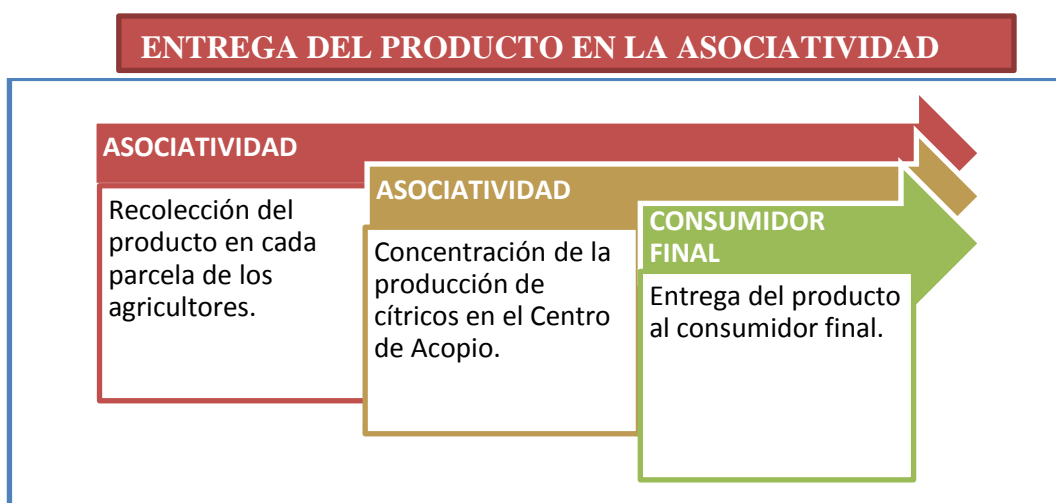 ENTREGA DEL PRODUCTO EN LA ASOCIATIVIDAD
ASOCIATIVIDAD
Recolección del
producto en cada
parcela de los
agricultores.
ASOCIATIVIDAD
Concentración de la
producción de
cítricos en el Centro
de Acopio.
CONSUMIDOR
FINAL
Entrega del producto
al consumidor final.